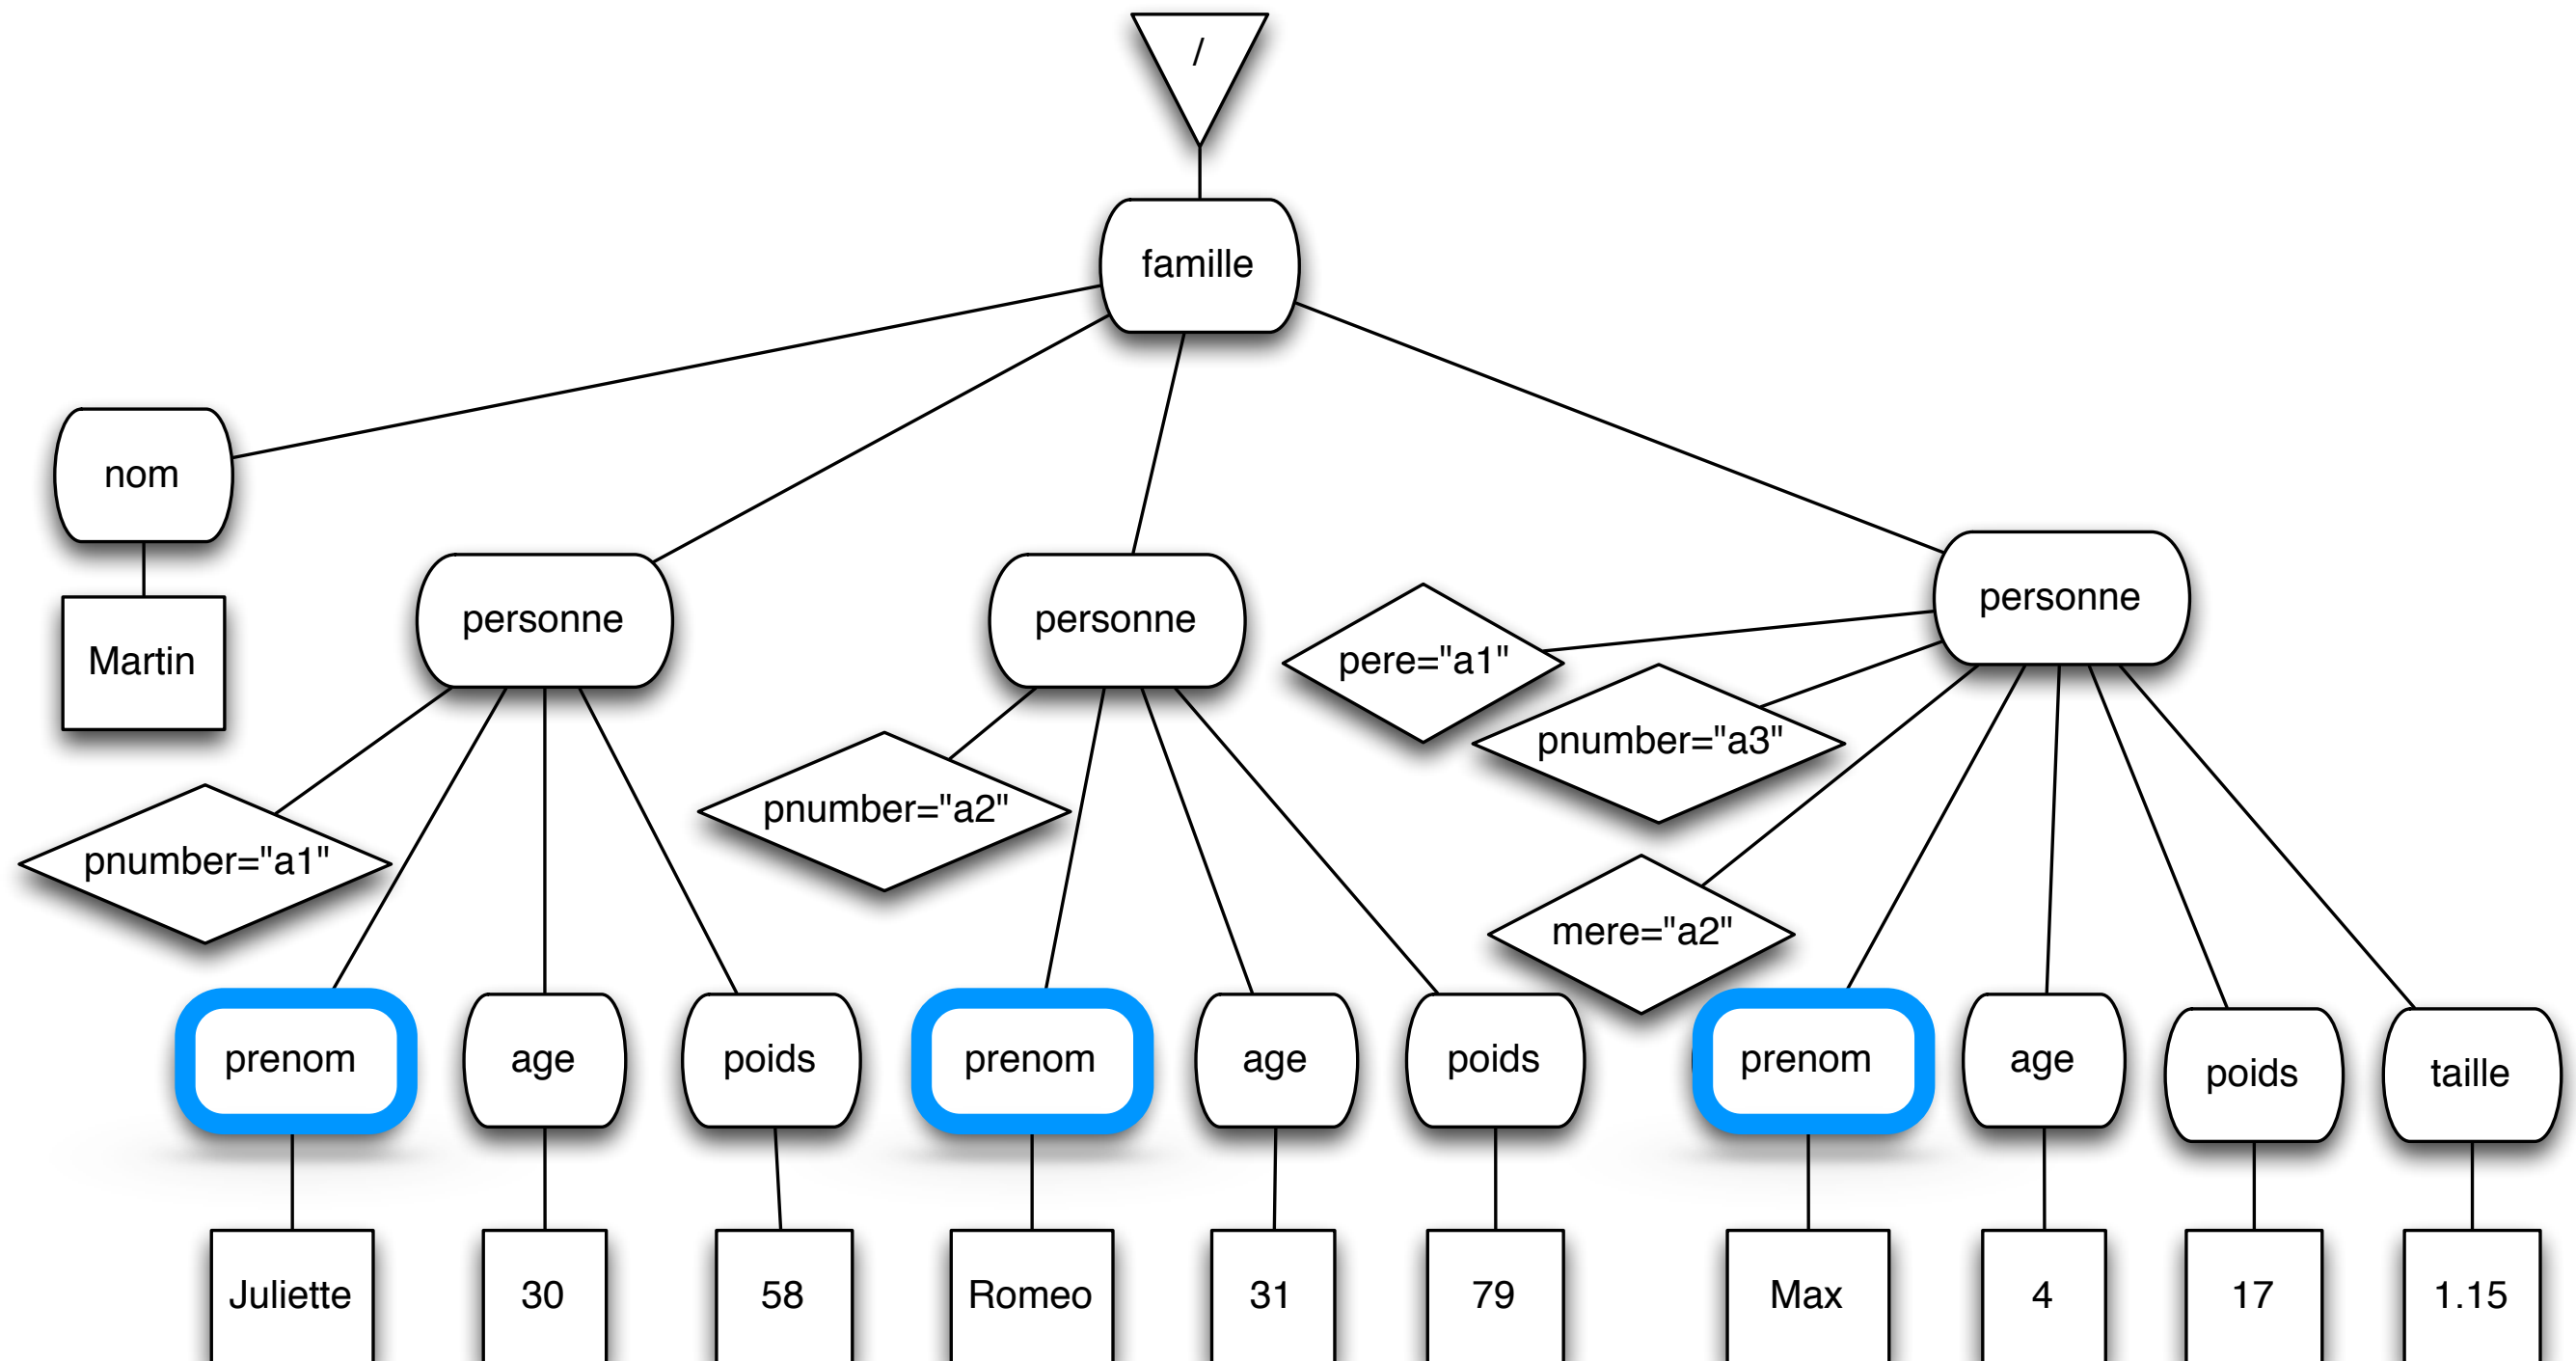 /
famille
nom
Martin
personne
personne
personne
pere="a1"
pnumber="a3"
pnumber="a2"
pnumber="a1"
mere="a2"
prenom
age
poids
prenom
age
poids
prenom
age
poids
taille
Juliette
30
58
Romeo
31
79
Max
4
17
1.15